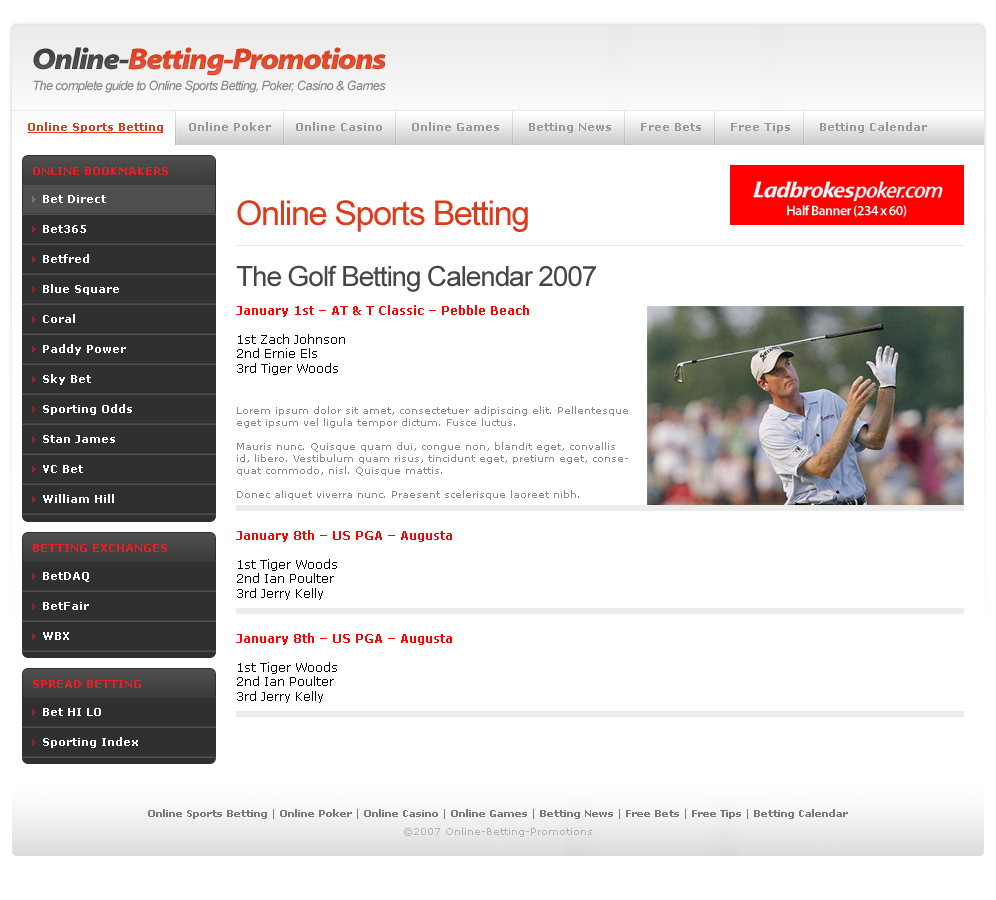 Online-Betting-Promotions
The complete guide to Online Sports Betting, Poker, Casino & Games
Online Sports Betting Online Poker Online Casino Online Games Betting News Free Bets Free Tips Betting Calendar
ONLINE BOOKMAKERS
Bet Direct
Bet365
Betfred
Blue Square
Coral
Paddy Power
Sky Bet
Sporting Odds
Stan James
VC Bet
William Hill
BETTING EXCHANGES
BetDAQ
BetFair
WBX
SPREAD BETTING
Bet HI LO
Sporting Index
Online Sports Betting
Ladbrokespoker.com
Half Banner (234 x 60)
The Golf Betting Calendar 2007
January 1st – AT & T Classic – Pebble Beach
1st Zach Johnson
2nd Ernie Els
3rd Tiger Woods
Lorem ipsum dolor sit amet, consectetuer adipiscing elit. Pellentesque
eget ipsum vel ligula tempor dictum. Fusce luctus.
Mauris nunc. Quisque quam dui, congue non, blandit eget, convallis
id, libero. Vestibulum quam risus, tincidunt eget, pretium eget, conse-
quat commodo, nisl. Quisque mattis.
Donec aliquet viverra nunc. Praesent scelerisque laoreet nibh.
January 8th – US PGA – Augusta
1st Tiger Woods
2nd Ian Poulter
3rd Jerry Kelly
January 8th – US PGA – Augusta
1st Tiger Woods
2nd Ian Poulter
3rd Jerry Kelly
Online Sports Betting | Online Poker | Online Casino | Online Games | Betting News | Free Bets | Free Tips | Betting Calendar
©2007 Online-Betting-Promotions